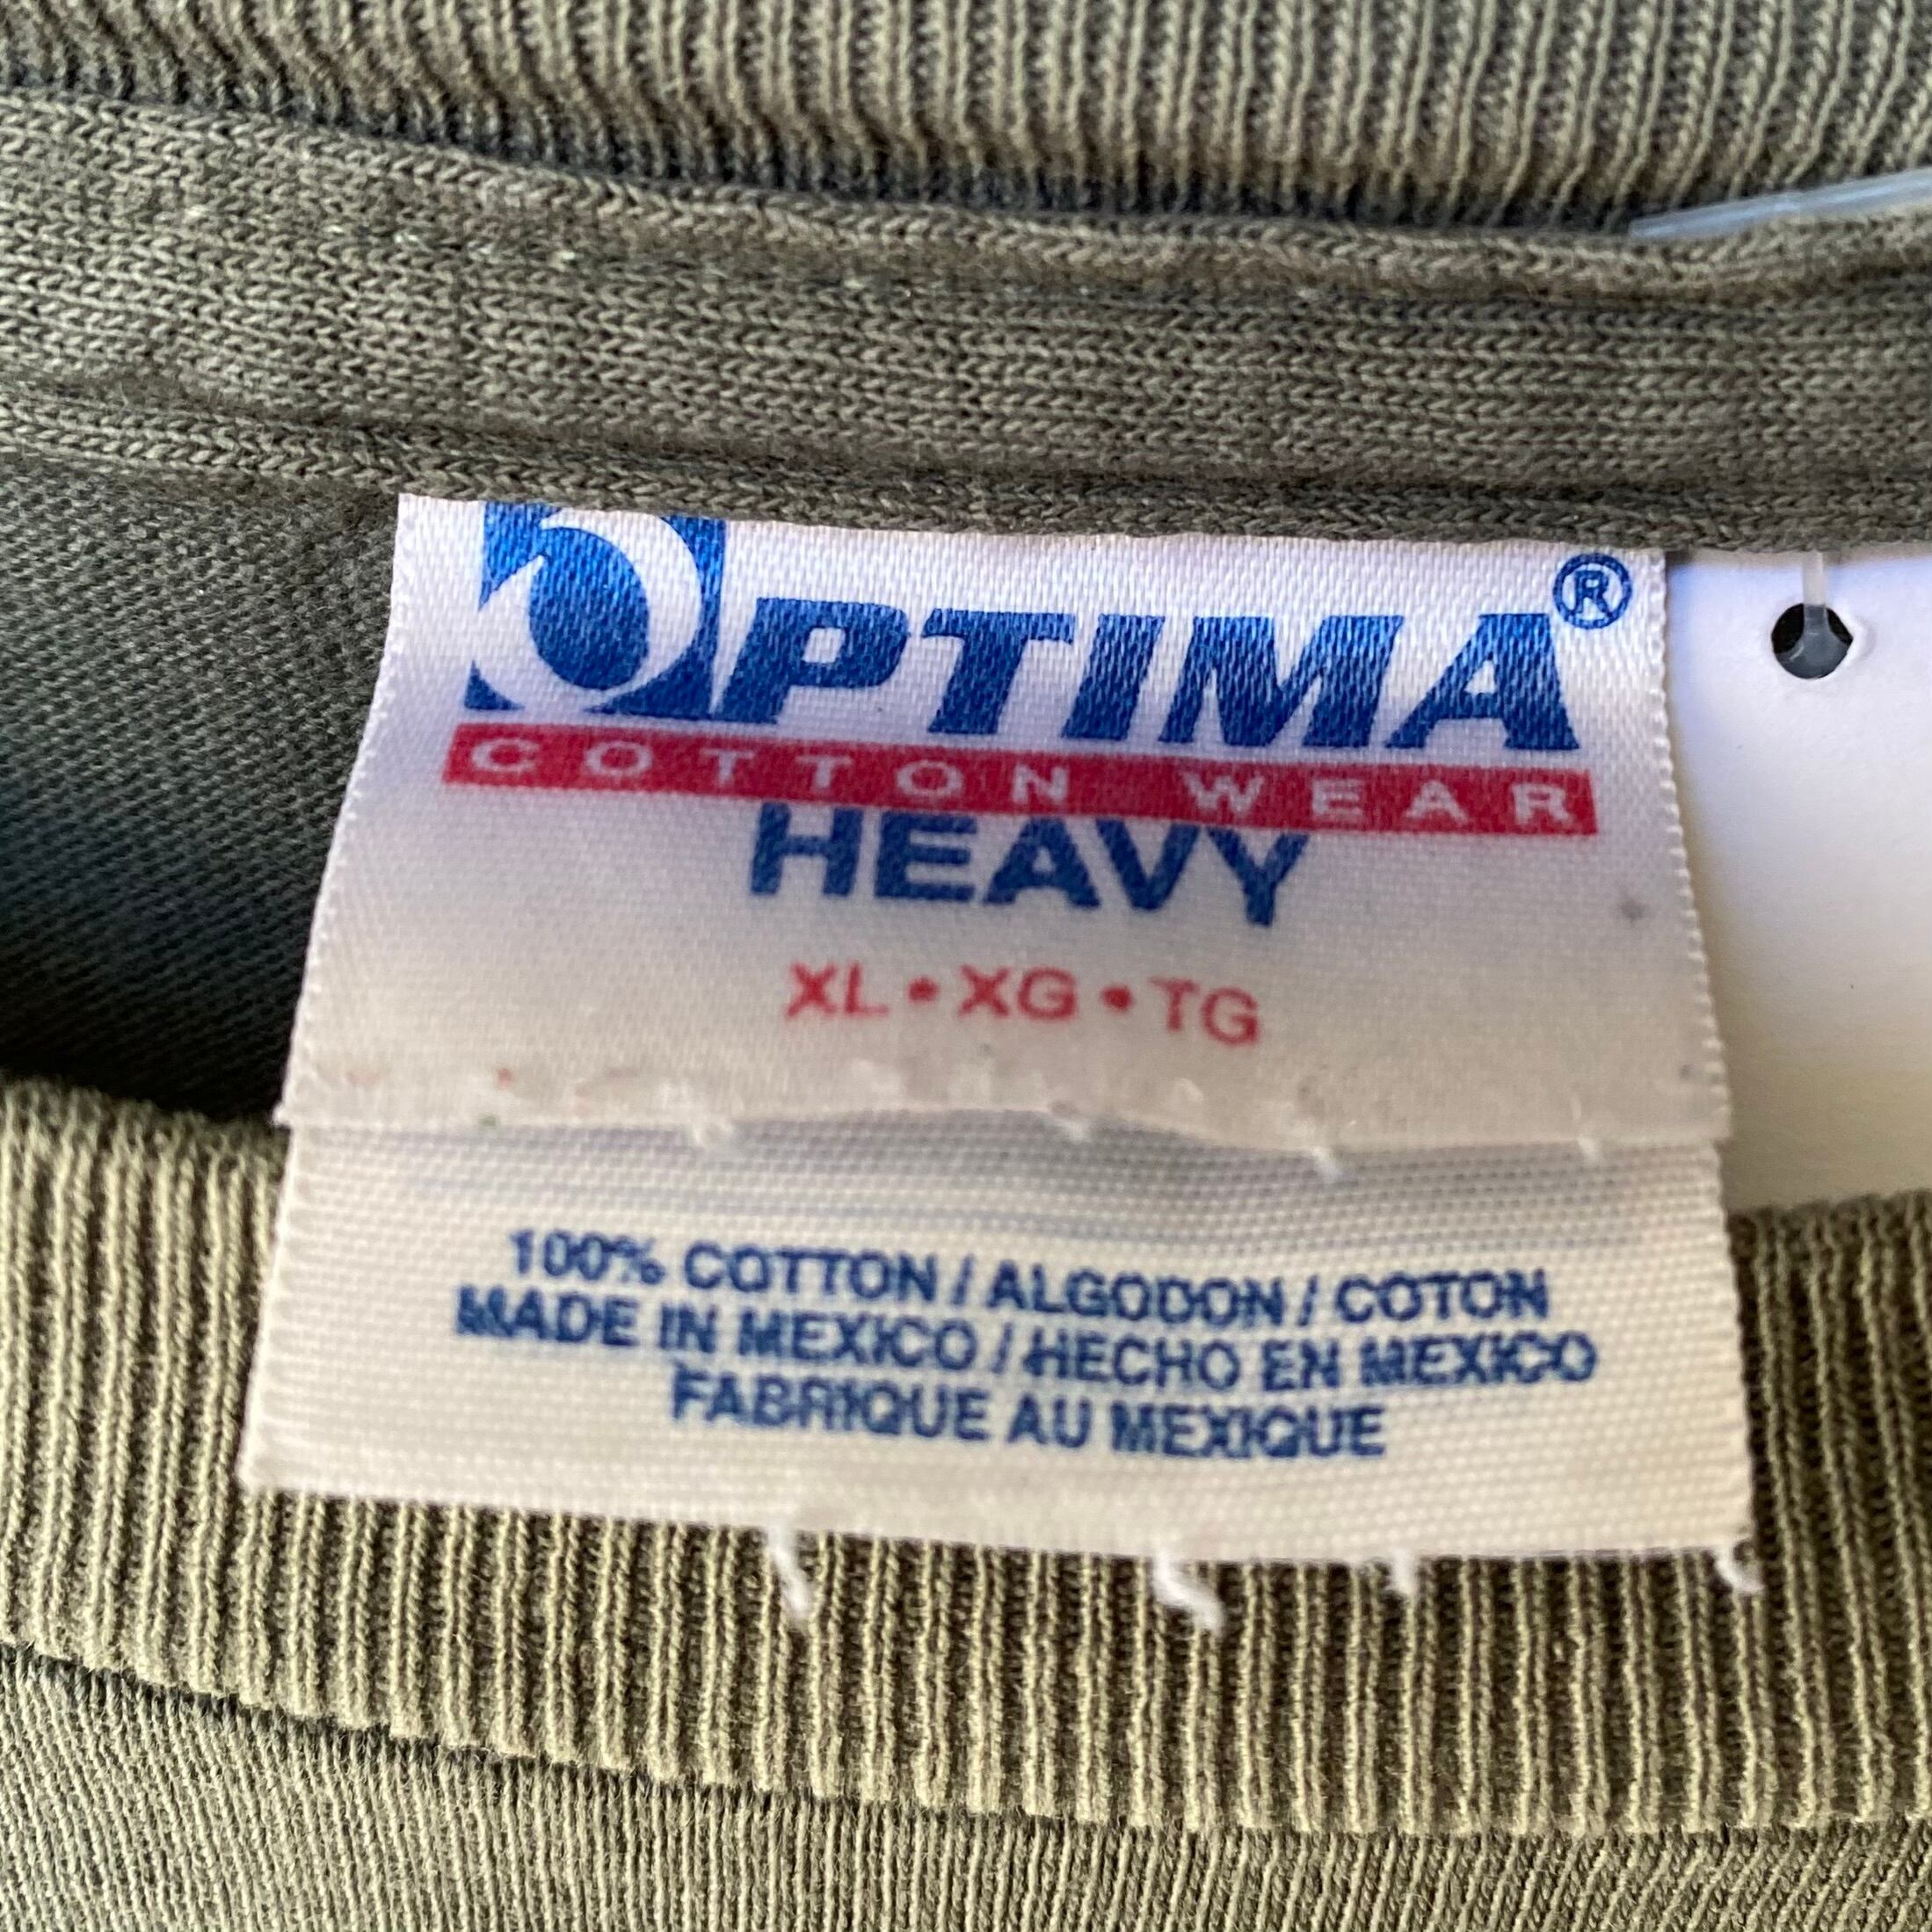 OPTIMA®
COTTON WEAR
HEAVY
XL • XG • TG
100% COTTON / ALGODON / COTON
MADE IN MEXICO / HECHO EN MEXICO
FABRIQUE AU MEXIQUE